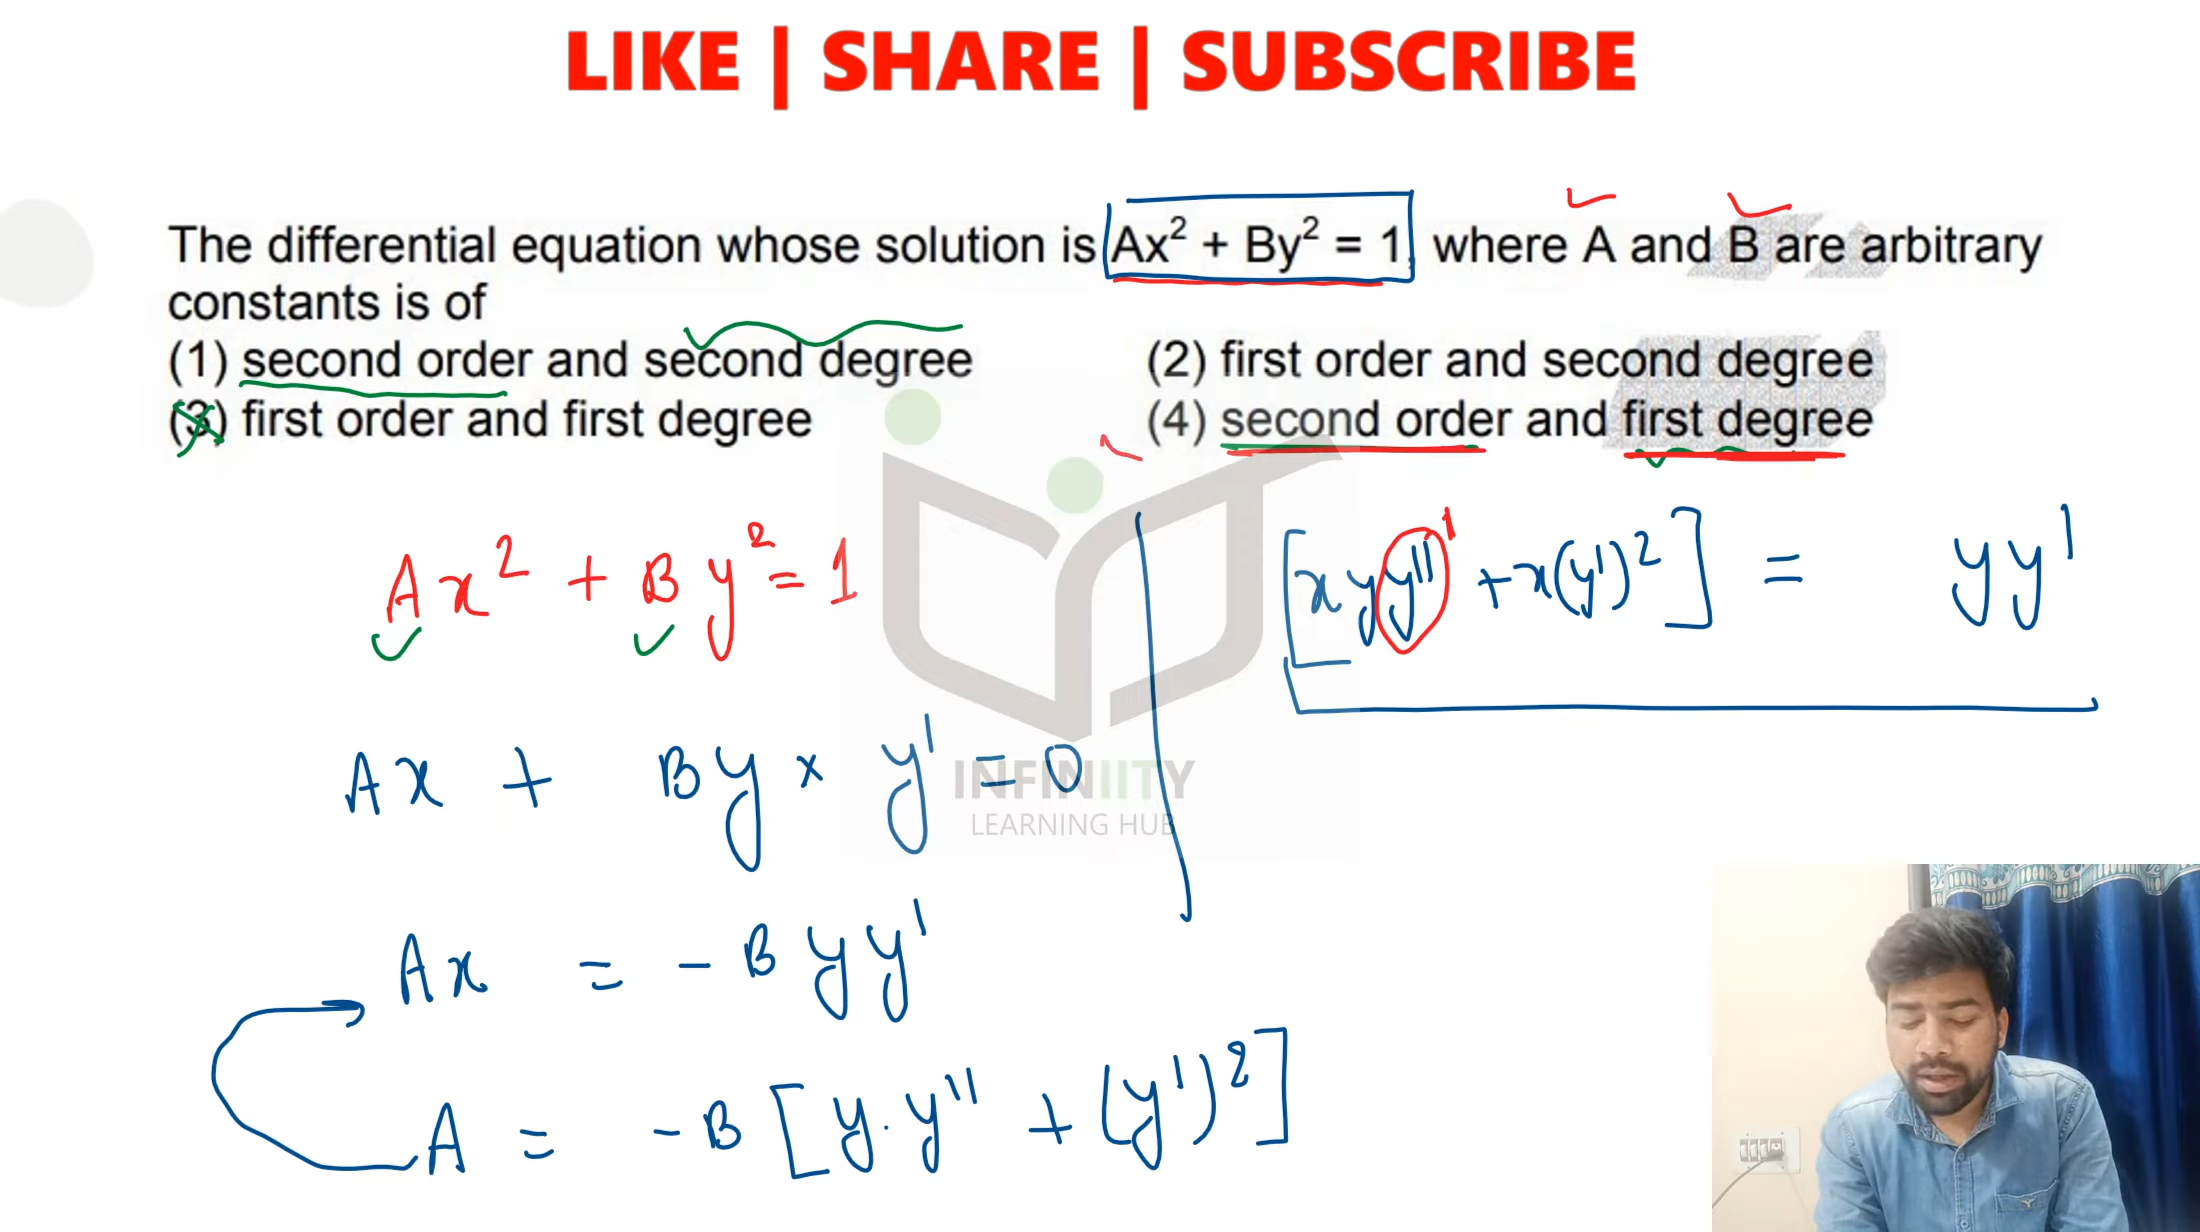 LIKE | SHARE | SUBSCRIBE
The differential equation whose solution is Ax² + By² = 1 where A and B are arbitrary
constants is of
(1) second order and second degree
(2) first order and second degree
(3) first order and first degree
(4) second order and first degree
Ax² + By² = 1
Ax + By × y' = 0
Ax = - Byy'
A = - B [y. y'' + (y')²]
[xyy''¹ + x(y')²] = yy'
INFINIITY
LEARNING HUB